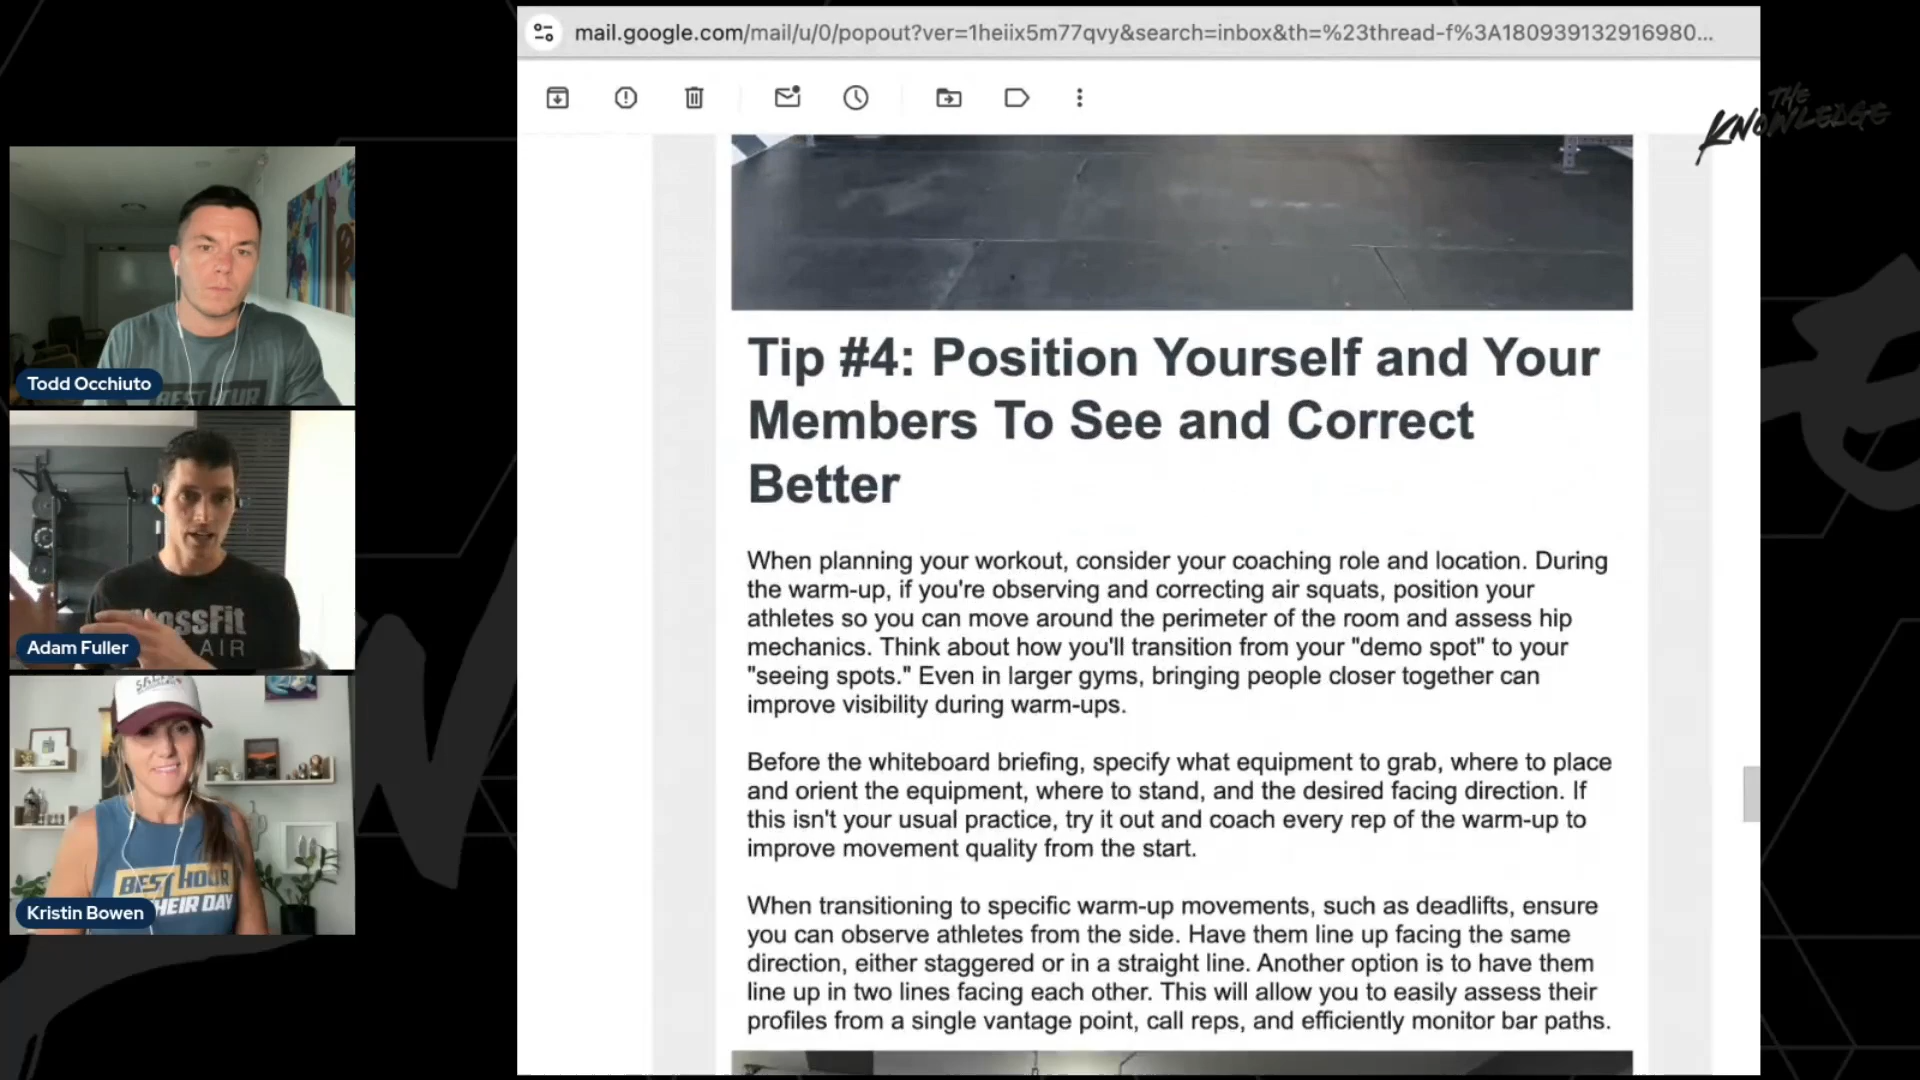 mail.google.com/mail/u/0/popout?ver=1heiix5m77qvy&search=inbox&th=%23thread-f%3A180939132916980...
THE
KNOWLEDGE
Todd Occhiuto
BEST HOUR
CrossFit
AIR
Adam Fuller
BEST HOUR
THEIR DAY
Kristin Bowen
Tip #4: Position Yourself and Your
Members To See and Correct
Better
When planning your workout, consider your coaching role and location. During
the warm-up, if you're observing and correcting air squats, position your
athletes so you can move around the perimeter of the room and assess hip
mechanics. Think about how you'll transition from your "demo spot" to your
"seeing spots." Even in larger gyms, bringing people closer together can
improve visibility during warm-ups.
Before the whiteboard briefing, specify what equipment to grab, where to place
and orient the equipment, where to stand, and the desired facing direction. If
this isn't your usual practice, try it out and coach every rep of the warm-up to
improve movement quality from the start.
When transitioning to specific warm-up movements, such as deadlifts, ensure
you can observe athletes from the side. Have them line up facing the same
direction, either staggered or in a straight line. Another option is to have them
line up in two lines facing each other. This will allow you to easily assess their
profiles from a single vantage point, call reps, and efficiently monitor bar paths.